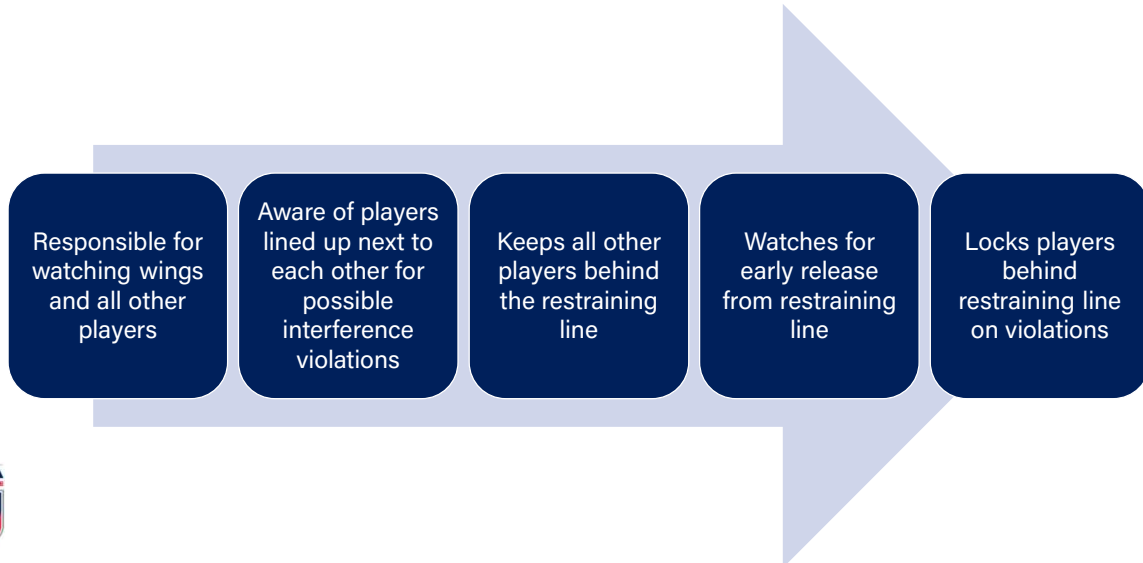 Responsible for
watching wings
and all other
players
Aware of players
lined up next to
each other for
possible
interference
violations
Keeps all other
players behind
the restraining
line
Watches for
early release
from restraining
line
Locks players
behind
restraining line
on violations